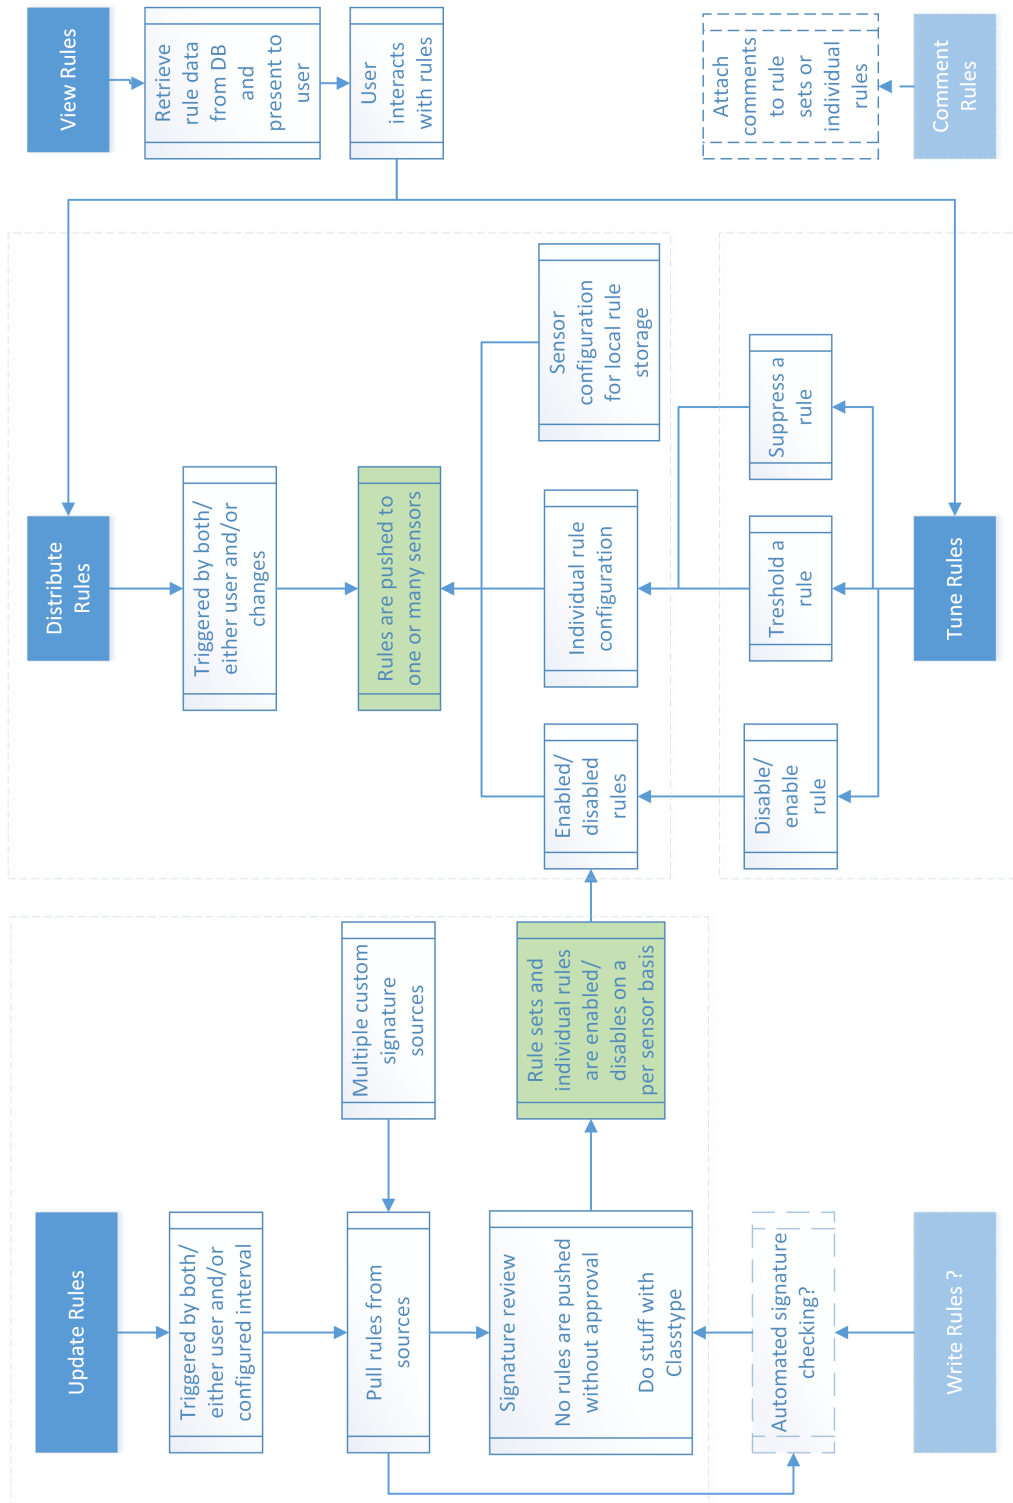 View Rules
Retrieve
rule data
from DB
and
present to
user
User
interacts
with rules
Attach
comments
to rule
sets or
individual
rules
Comment
Rules
Distribute
Rules
Triggered by both/
either user and/or
changes
Rules are pushed to
one or many sensors
Sensor
configuration
for local rule
storage
Individual rule
configuration
Enabled/
disabled
rules
Suppress a
rule
Treshold a
rule
Disable/
enable
rule
Tune Rules
Update Rules
Triggered by both/
either user and/or
configured interval
Multiple custom
signature
sources
Pull rules from
sources
Signature review
No rules are pushed
without approval
Do stuff with
Classtype
Rule sets and
individual rules
are enabled/
disables on a
per sensor basis
Automated signature
checking?
Write Rules ?